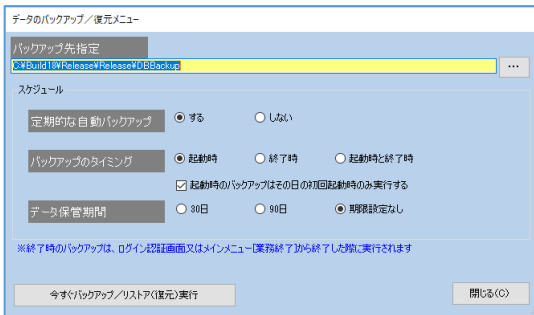 データのバックアップ／復元メニュー
バックアップ先指定
C:¥Build18¥Release¥Release¥DBBackup
...
スケジュール
定期的な自動バックアップ
する
しない
バックアップのタイミング
起動時
終了時
起動時と終了時
起動時のバックアップはその日の初回起動時のみ実行する
データ保管期間
30日
90日
期限設定なし
※終了時のバックアップは、ログイン認証画面又はメインメニュー[業務終了]から終了した際に実行されます
今すぐバックアップ／リストア(復元)実行
閉じる(C)